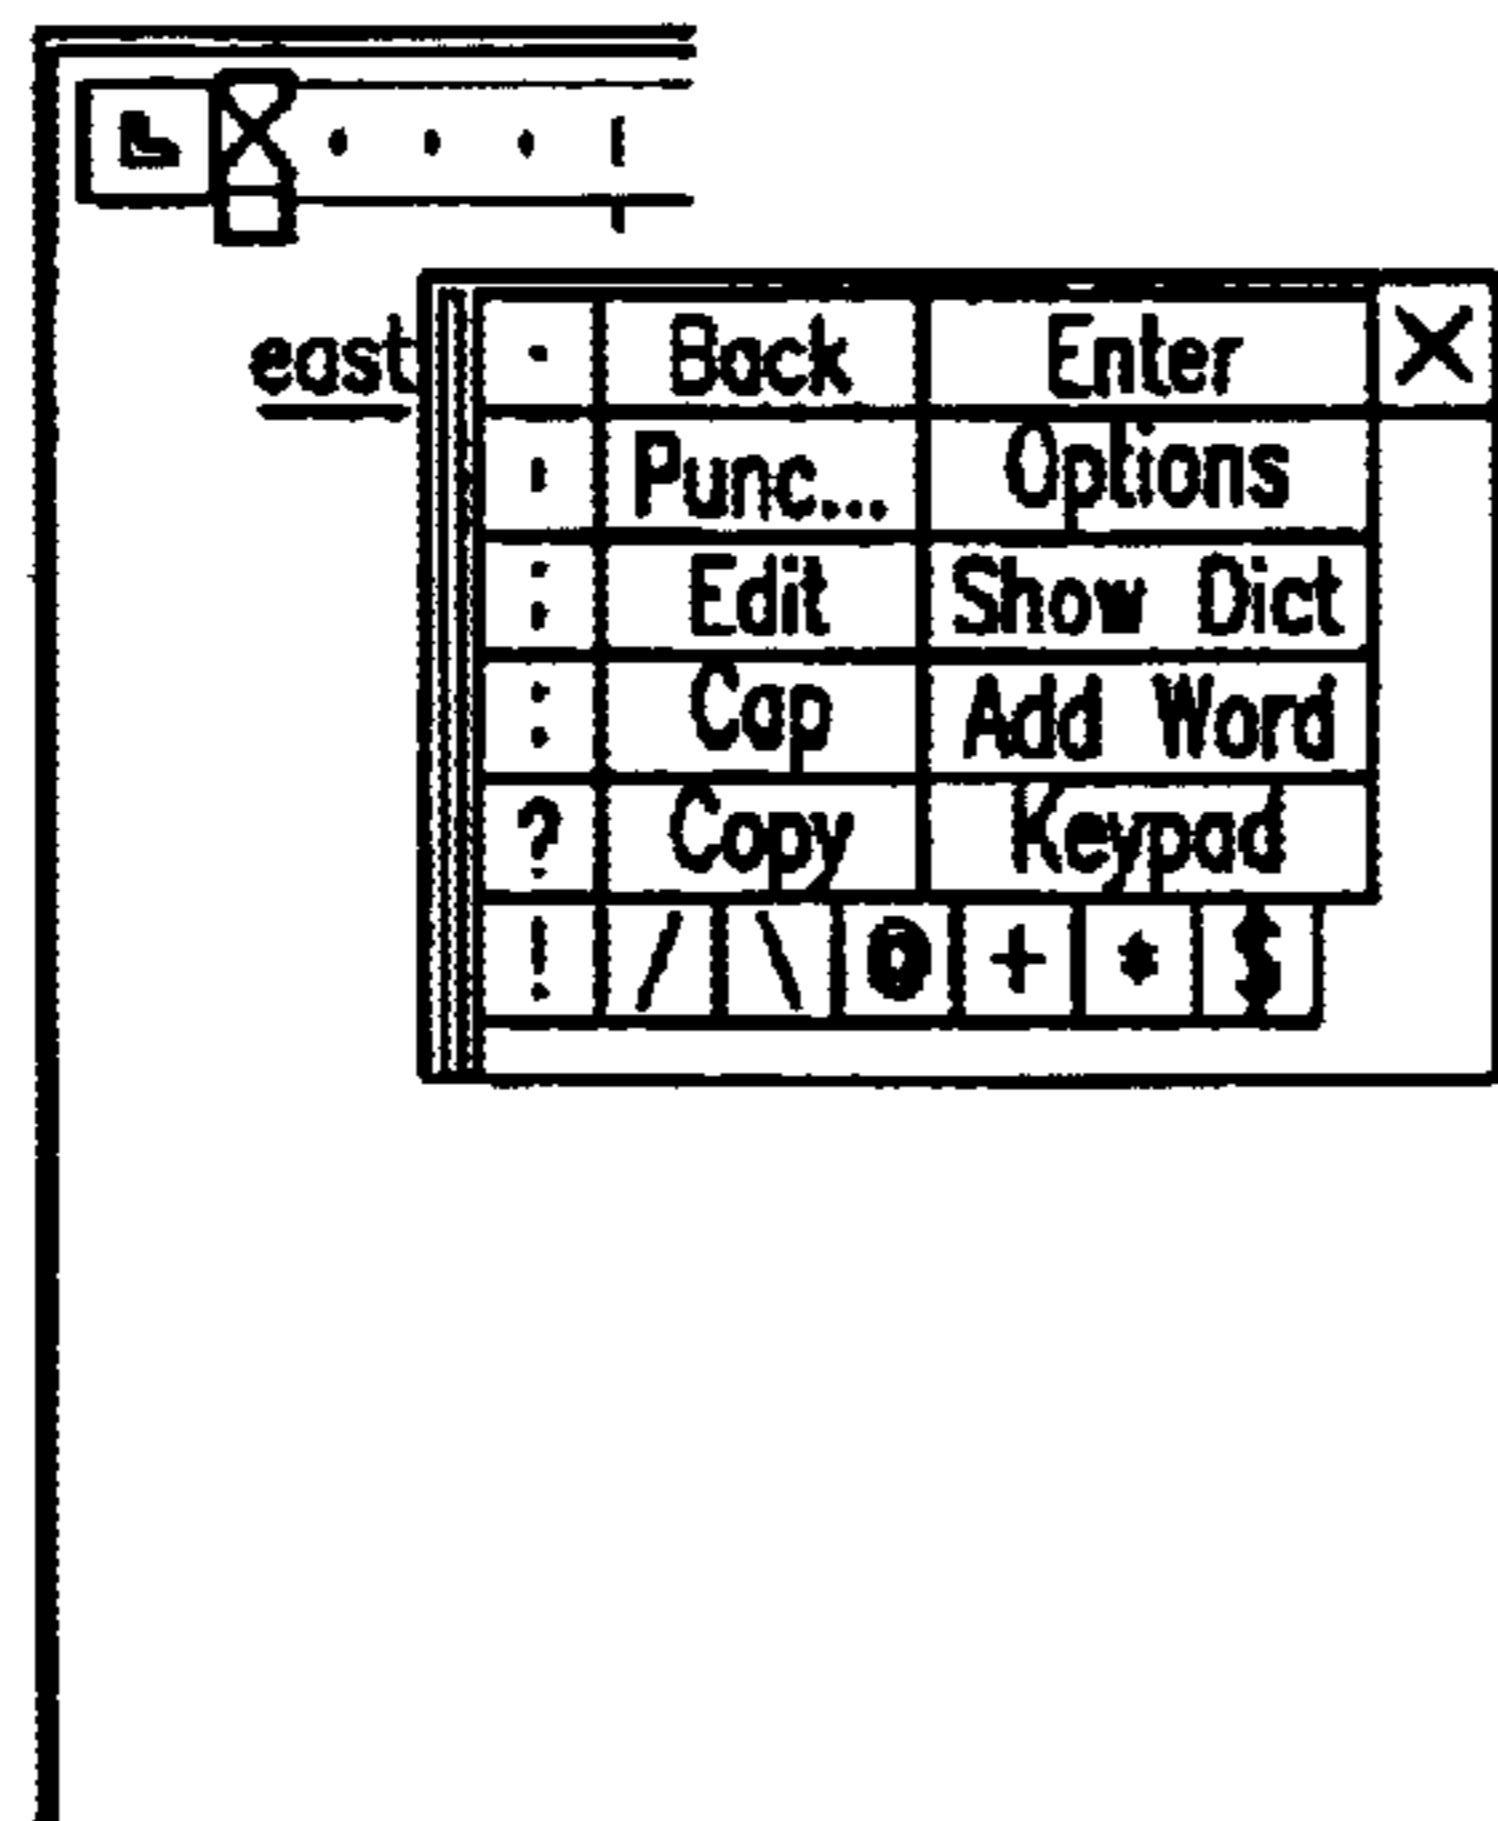 east . Back Enter X
, Punc... Options
: Edit Show Dict
: Cap Add Word
? Copy Keypad
! / \ @ + * $